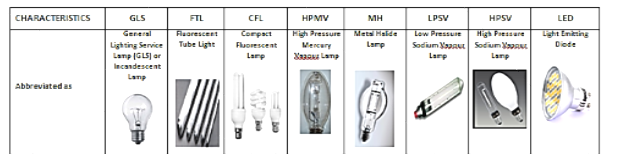 CHARACTERISTICS GLS FTL CFL HPMV MH LPSV HPSV LED
Abbreviated as
General
Lighting Service
Lamp (GLS) or
Incandescent
Lamp
Fluorescent
Tube Light
Compact
Fluorescent
Lamp
High Pressure
Mercury
Vapour Lamp
Metal Halide
Lamp
Low Pressure
Sodium Vapour
Lamp
High Pressure
Sodium Vapour
Lamp
Light Emitting
Diode